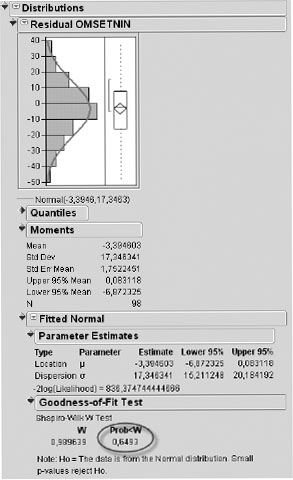 Distributions
Residual OMSETNIN
40
30
20
10
0
-10
-20
-30
-40
-50
Normal(-3,3946,17,3463)
Quantiles
Moments
Mean -3,394603
Std Dev 17,346341
Std Err Mean 1,7522451
Upper 95% Mean 0,083118
Lower 95% Mean -6,872325
N 98
Fitted Normal
Parameter Estimates
Type Parameter Estimate Lower 95% Upper 95%
Location μ -3,394603 -6,872325 0,083118
Dispersion σ 17,346341 15,211248 20,184192
-2log(Likelihood) = 836,374744444666
Goodness-of-Fit Test
Shapiro-Wilk W Test
W Prob<W
0,989639 0,6493
Note: Ho = The data is from the Normal distribution. Small
p-values reject Ho.